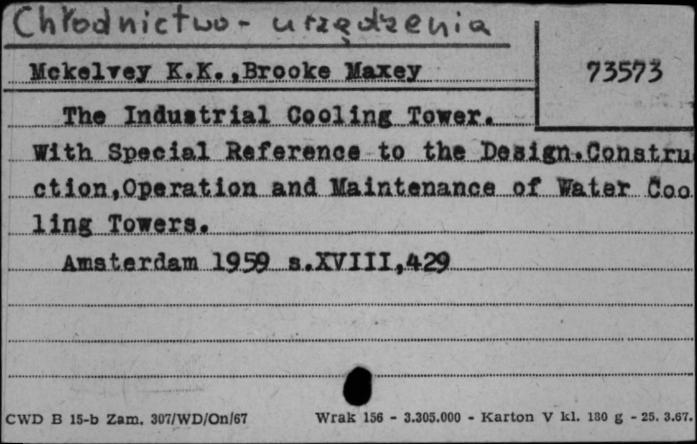 Chłodnictwo - urządzenia
Mckelvey K.K.,Brooke Maxey
73573
The Industrial Cooling Tower.
With Special Reference to the Design.Constru
ction,Operation and Maintenance of Water Coo
ling Towers.
Amsterdam 1959 s.XVIII,429
CWD B 15-b Zam. 307/WD/On/67 Wrak 156 - 3.305.000 - Karton V kl. 180 g - 25. 3.67.